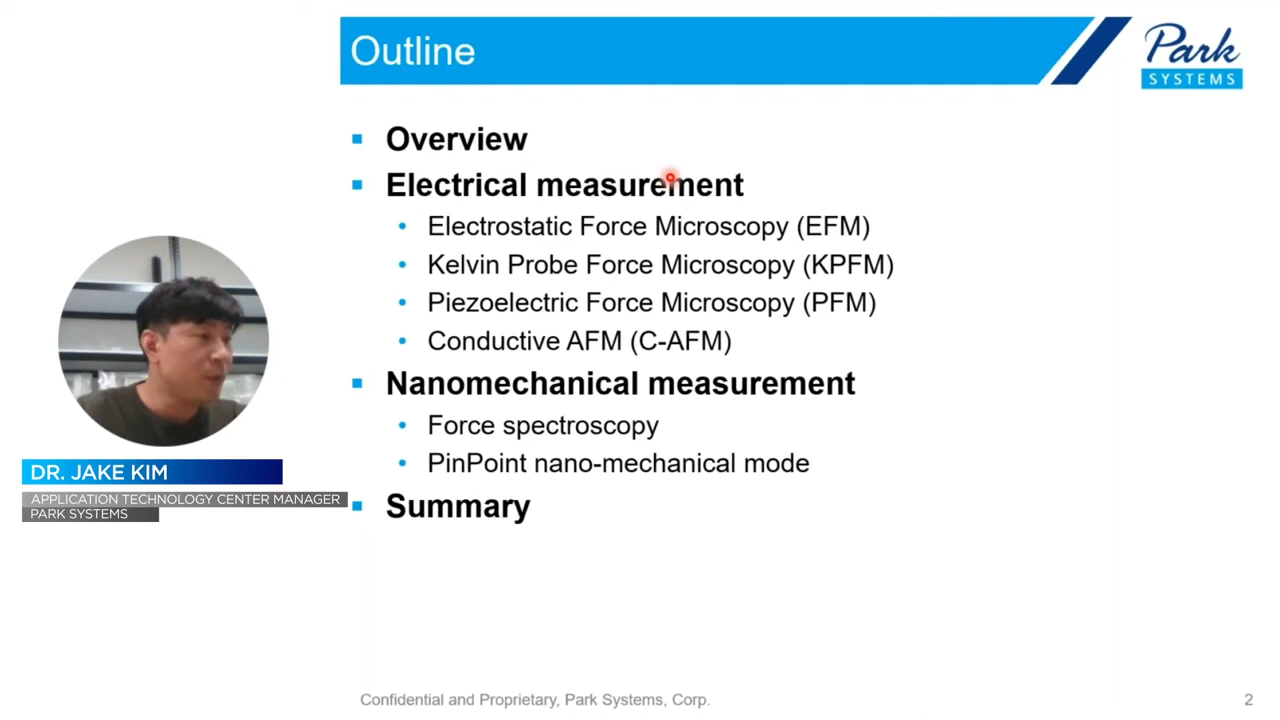 Outline
Park
SYSTEMS
Overview
Electrical measurement
Electrostatic Force Microscopy (EFM)
Kelvin Probe Force Microscopy (KPFM)
Piezoelectric Force Microscopy (PFM)
Conductive AFM (C-AFM)
Nanomechanical measurement
Force spectroscopy
PinPoint nano-mechanical mode
Summary
DR. JAKE KIM
APPLICATION TECHNOLOGY CENTER MANAGER
PARK SYSTEMS
Confidential and Proprietary, Park Systems, Corp.
2